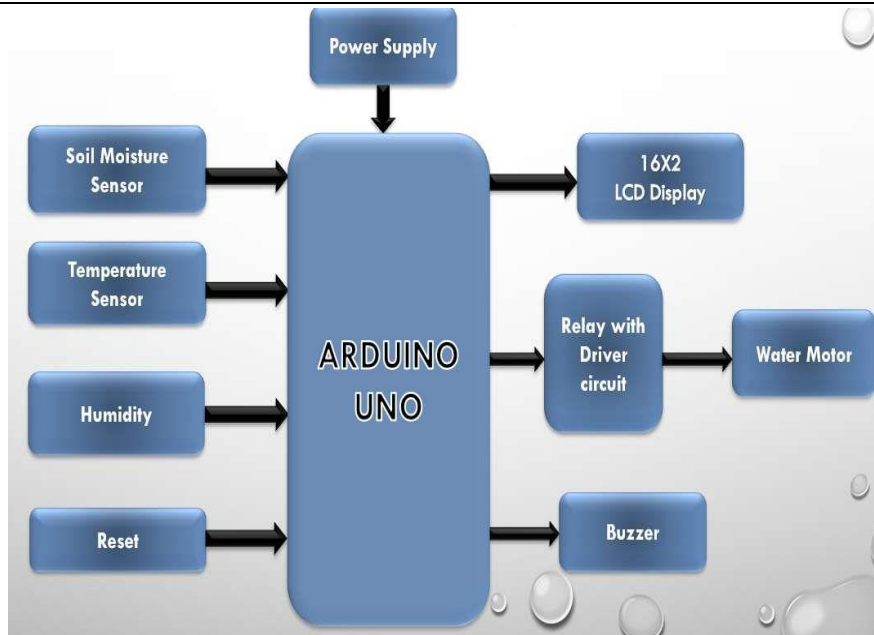 Power Supply
Soil Moisture
Sensor
16X2
LCD Display
Temperature
Sensor
Relay with
Driver
circuit
Water Motor
ARDUINO
UNO
Humidity
Reset
Buzzer